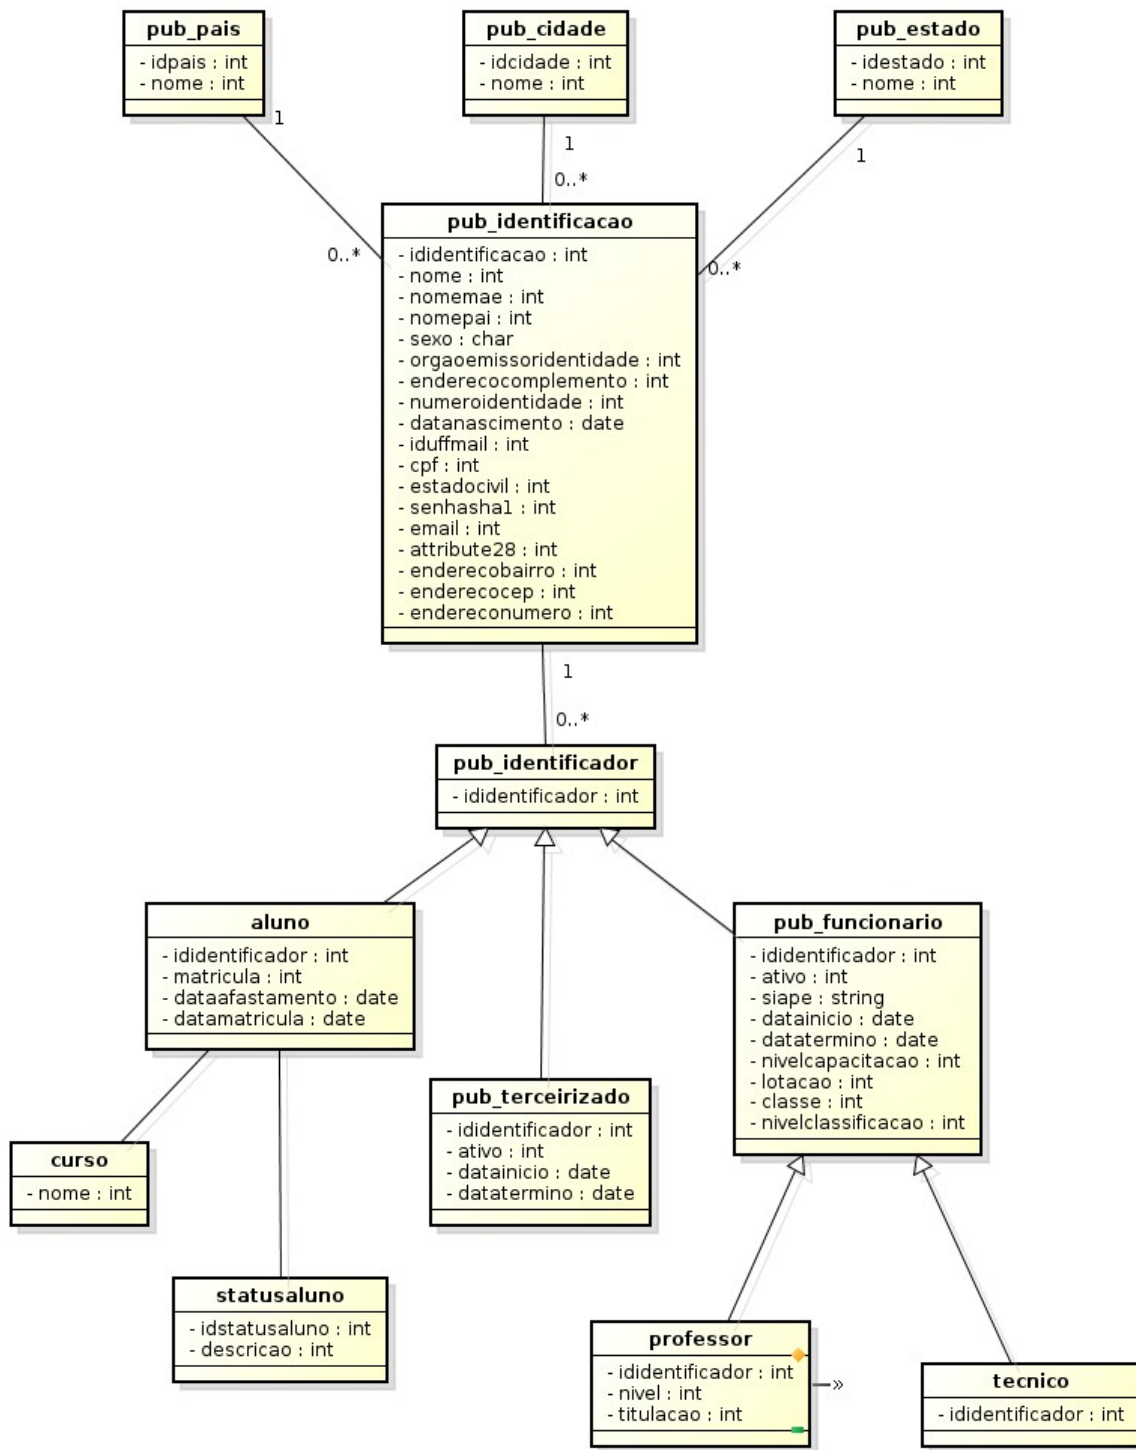 pub_pais
- idpais : int
- nome : int
pub_cidade
- idcidade : int
- nome : int
pub_estado
- idestado : int
- nome : int
1
1
1
0..*
0..*
0..*
pub_identificacao
- ididentificacao : int
- nome : int
- nomemae : int
- nomepai : int
- sexo : char
- orgaoemissoridentidade : int
- enderecocomplemento : int
- numeroidentidade : int
- datanascimento : date
- iduffmail : int
- cpf : int
- estadocivil : int
- senhasha1 : int
- email : int
- attribute28 : int
- enderecobairro : int
- enderecocep : int
- endereconumero : int
1
0..*
pub_identificador
- ididentificador : int
aluno
- ididentificador : int
- matricula : int
- dataafastamento : date
- datamatricula : date
pub_funcionario
- ididentificador : int
- ativo : int
- siape : string
- datainicio : date
- datatermino : date
- nivelcapacitacao : int
- lotacao : int
- classe : int
- nivelclassificacao : int
pub_terceirizado
- ididentificador : int
- ativo : int
- datainicio : date
- datatermino : date
curso
- nome : int
statusaluno
- idstatusaluno : int
- descricao : int
professor
- ididentificador : int
- nivel : int
- titulacao : int
»
tecnico
- ididentificador : int